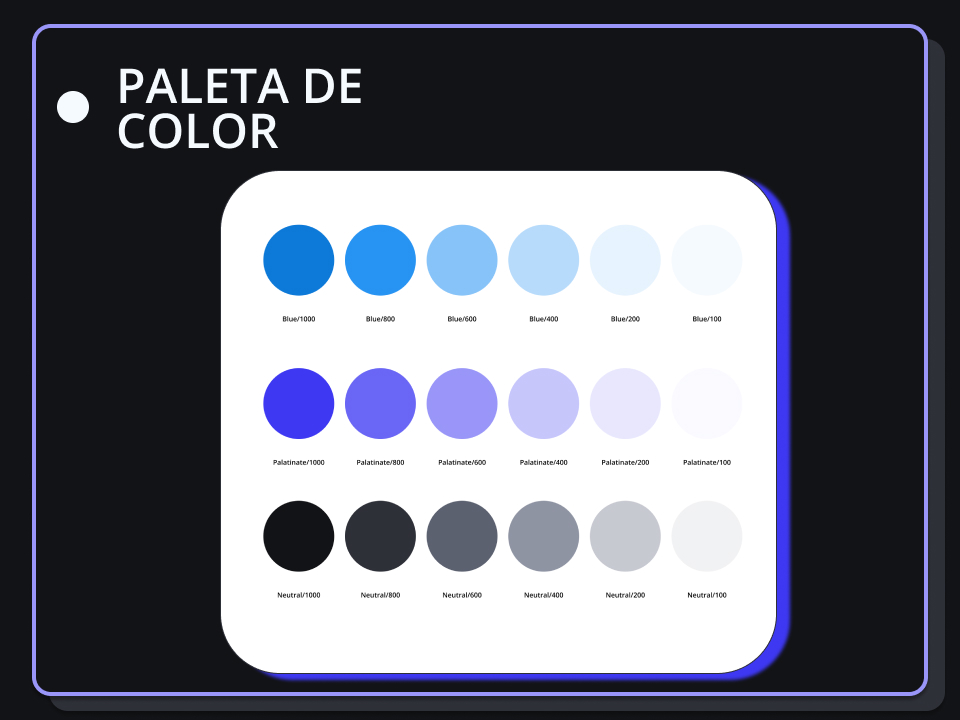 PALETA DE
COLOR
Blue/1000 Blue/800 Blue/600 Blue/400 Blue/200 Blue/100
Palatinate/1000 Palatinate/800 Palatinate/600 Palatinate/400 Palatinate/200 Palatinate/100
Neutral/1000 Neutral/800 Neutral/600 Neutral/400 Neutral/200 Neutral/100